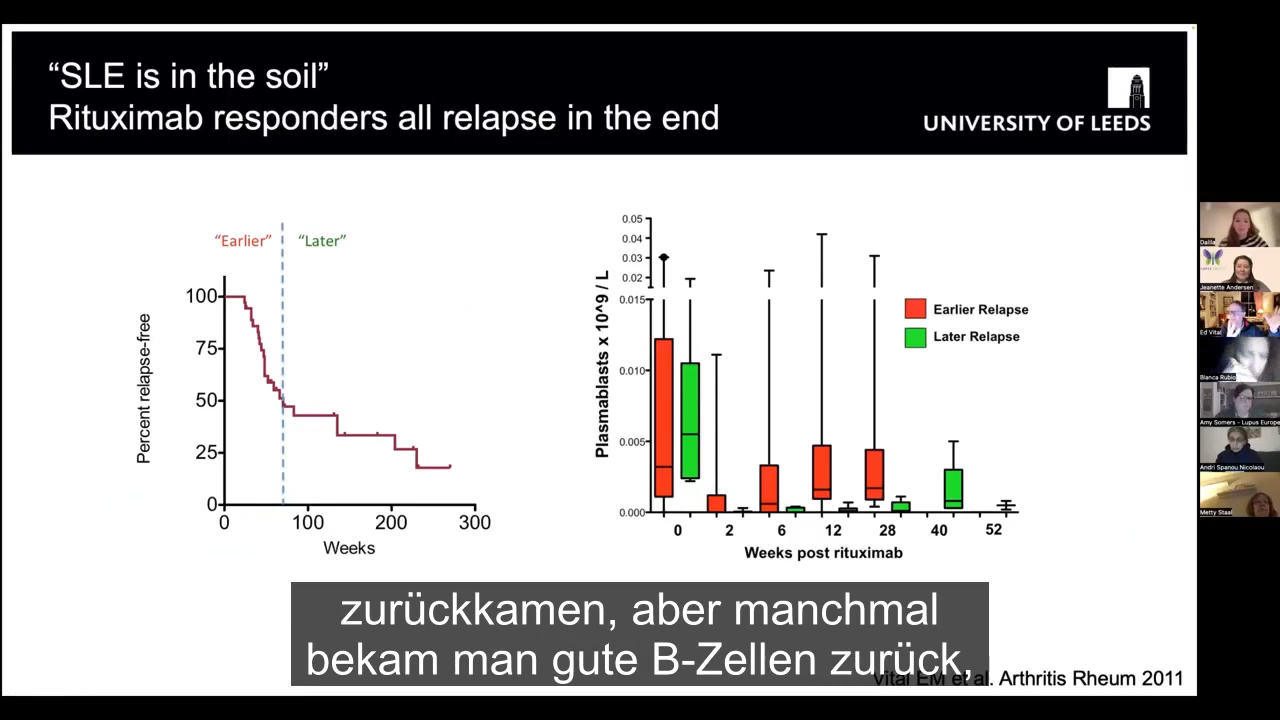 “SLE is in the soil”
Rituximab responders all relapse in the end
UNIVERSITY OF LEEDS
“Earlier”
“Later”
100
75
50
25
0
Percent relapse-free
0
100
200
300
Weeks
0.05
0.04
0.03
0.02
0.015
0.010
0.005
0.000
Plasmablasts x 10^9 / L
Earlier Relapse
Later Relapse
0
2
6
12
28
40
52
Weeks post rituximab
zurückkamen, aber manchmal
bekam man gute B-Zellen zurück,
Vital EM et al. Arthritis Rheum 2011
Dalila
Jeanette Andersen
Ed Vital
Blanca Rubio
Amy Somers - Lupus Europe
Andri Spanou Nicolaou
Metty Staal